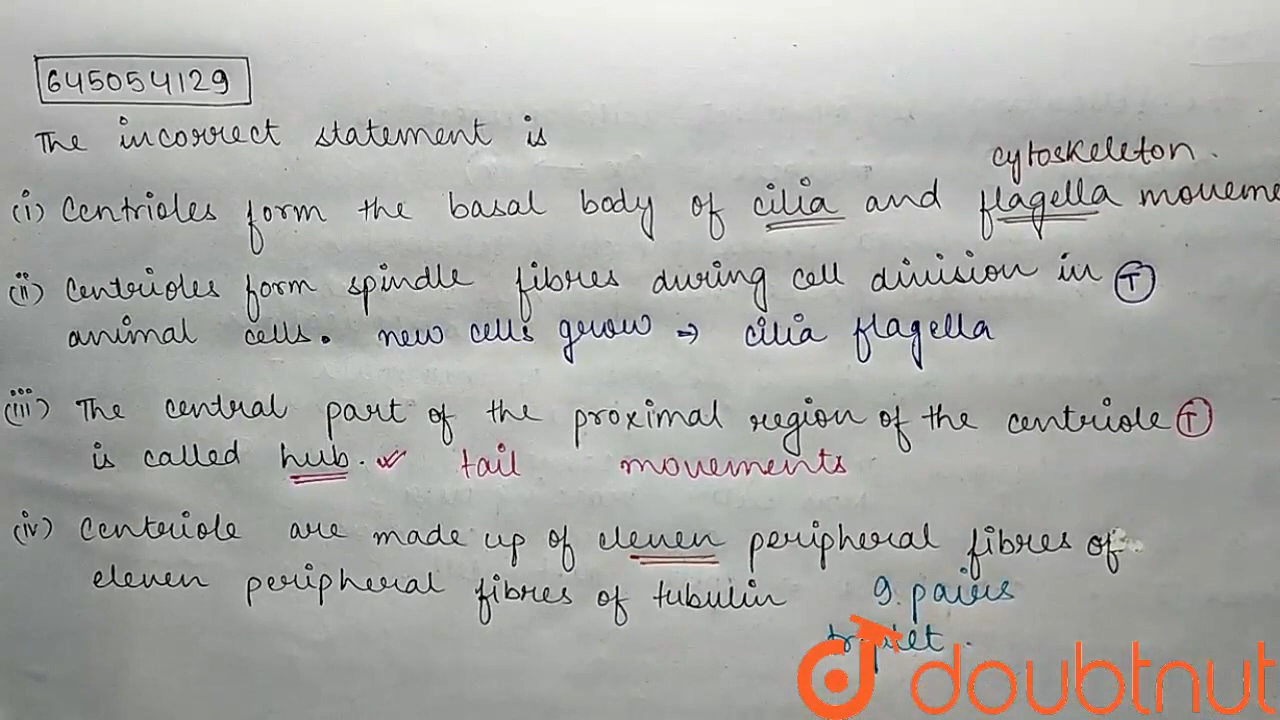 645054129
The incorrect statement is
cytoskeleton.
(i) Centrioles form the basal body of cilia and flagella moveme
(ii) Centrioles form spindle fibres during cell division in T
animal cells. new cells grow ⇒ cilia flagella
(iii) The central part of the proximal region of the centriole T
is called hub. tail movements
(iv) Centriole are made up of eleven peripheral fibres of
eleven peripheral fibres of tubulin 9. pairs
triplet.
doubtnut